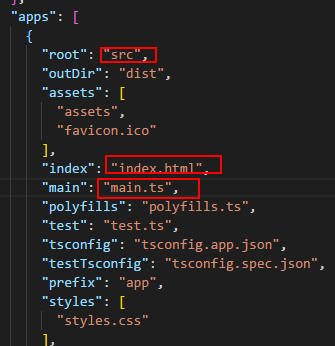 },
"apps": [
{
"root": "src",
"outDir": "dist",
"assets": [
"assets",
"favicon.ico"
],
"index": "index.html",
"main": "main.ts",
"polyfills": "polyfills.ts",
"test": "test.ts",
"tsconfig": "tsconfig.app.json",
"testTsconfig": "tsconfig.spec.json",
"prefix": "app",
"styles": [
"styles.css"
],